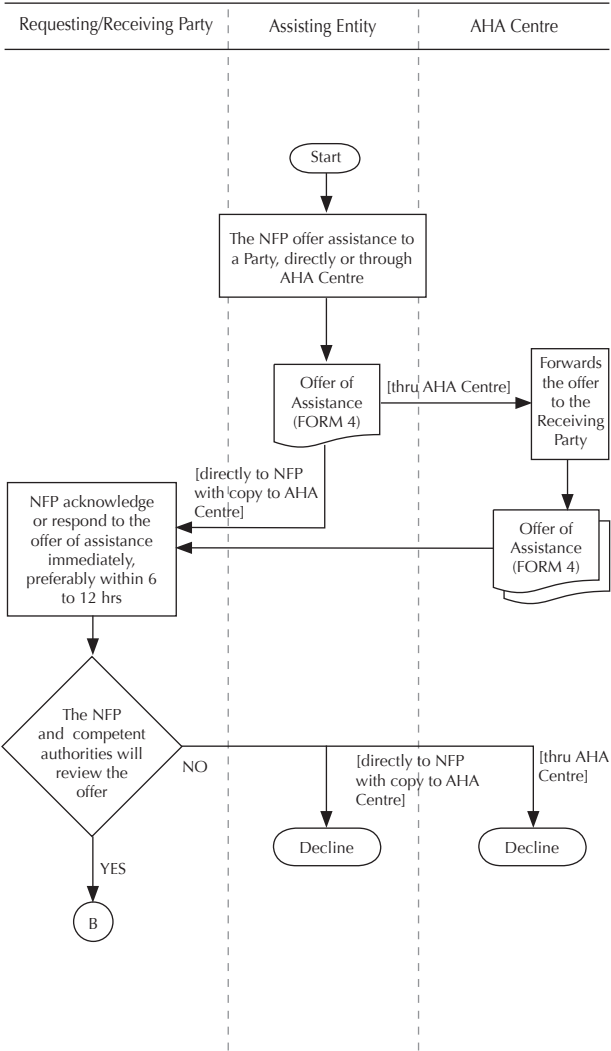 Requesting/Receiving Party
Assisting Entity
AHA Centre
Start
The NFP offer assistance to
a Party, directly or through
AHA Centre
Offer of
Assistance
(FORM 4)
[thru AHA Centre]
Forwards
the offer
to the
Receiving
Party
[directly to NFP
with copy to AHA
Centre]
NFP acknowledge
or respond to the
offer of assistance
immediately,
preferably within 6
to 12 hrs
Offer of
Assistance
(FORM 4)
The NFP
and competent
authorities will
review the
offer
NO
[directly to NFP
with copy to AHA
Centre]
[thru AHA
Centre]
Decline
Decline
YES
B